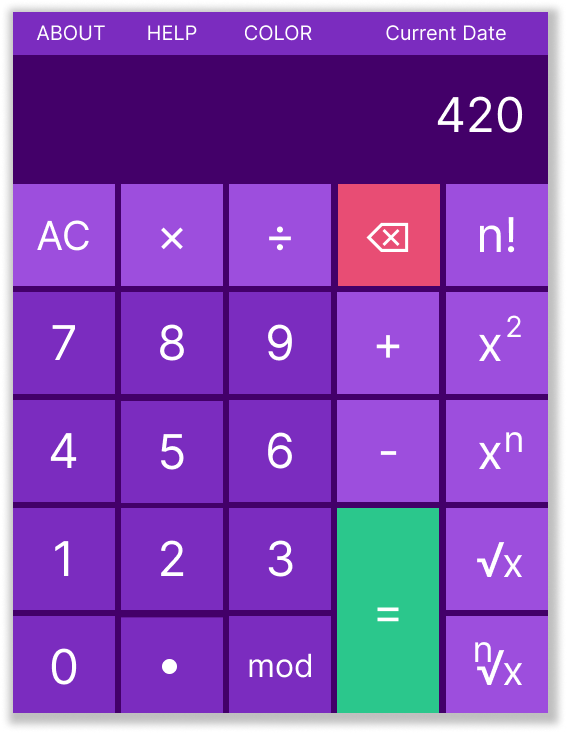 ABOUT HELP COLOR Current Date
420
AC × ÷ n!
7 8 9 + x²
4 5 6 - xⁿ
1 2 3 √x
0 • mod = ⁿ√x